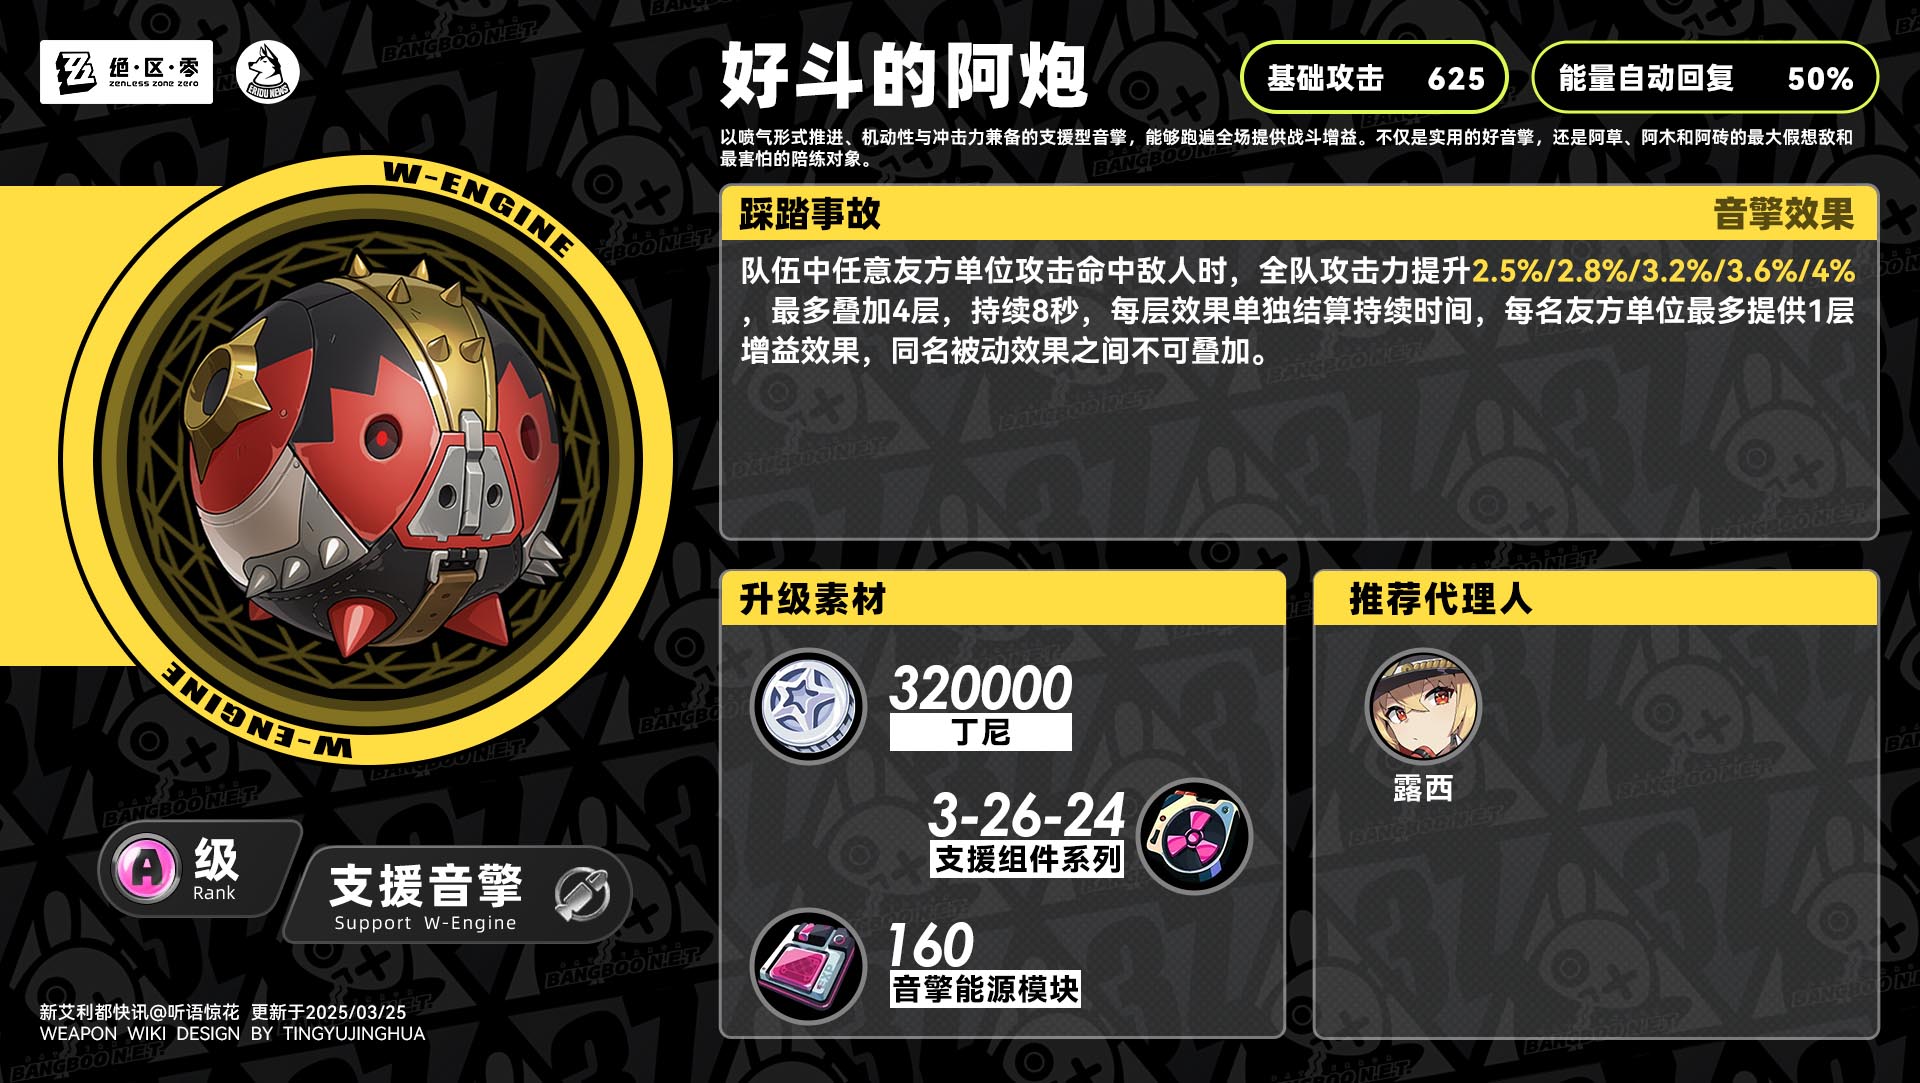 绝·区·零
ZENLESS ZONE ZERO
ERIDU NEWS
好斗的阿炮
基础攻击 625
能量自动回复 50%
以喷气形式推进、机动性与冲击力兼备的支援型音擎，能够跑遍全场提供战斗增益。不仅是实用的好音擎，还是阿草、阿木和阿砖的最大假想敌和
最害怕的陪练对象。
W-ENGINE
W-ENGINE
踩踏事故 音擎效果
队伍中任意友方单位攻击命中敌人时，全队攻击力提升2.5%/2.8%/3.2%/3.6%/4%
，最多叠加4层，持续8秒，每层效果单独结算持续时间，每名友方单位最多提供1层
增益效果，同名被动效果之间不可叠加。
A级
Rank
支援音擎
Support W-Engine
升级素材
320000
丁尼
3-26-24
支援组件系列
160
音擎能源模块
推荐代理人
露西
新艾利都快讯@听语惊花 更新于2025/03/25
WEAPON WIKI DESIGN BY TINGYUJINGHUA
BANGBOO N.E.T.